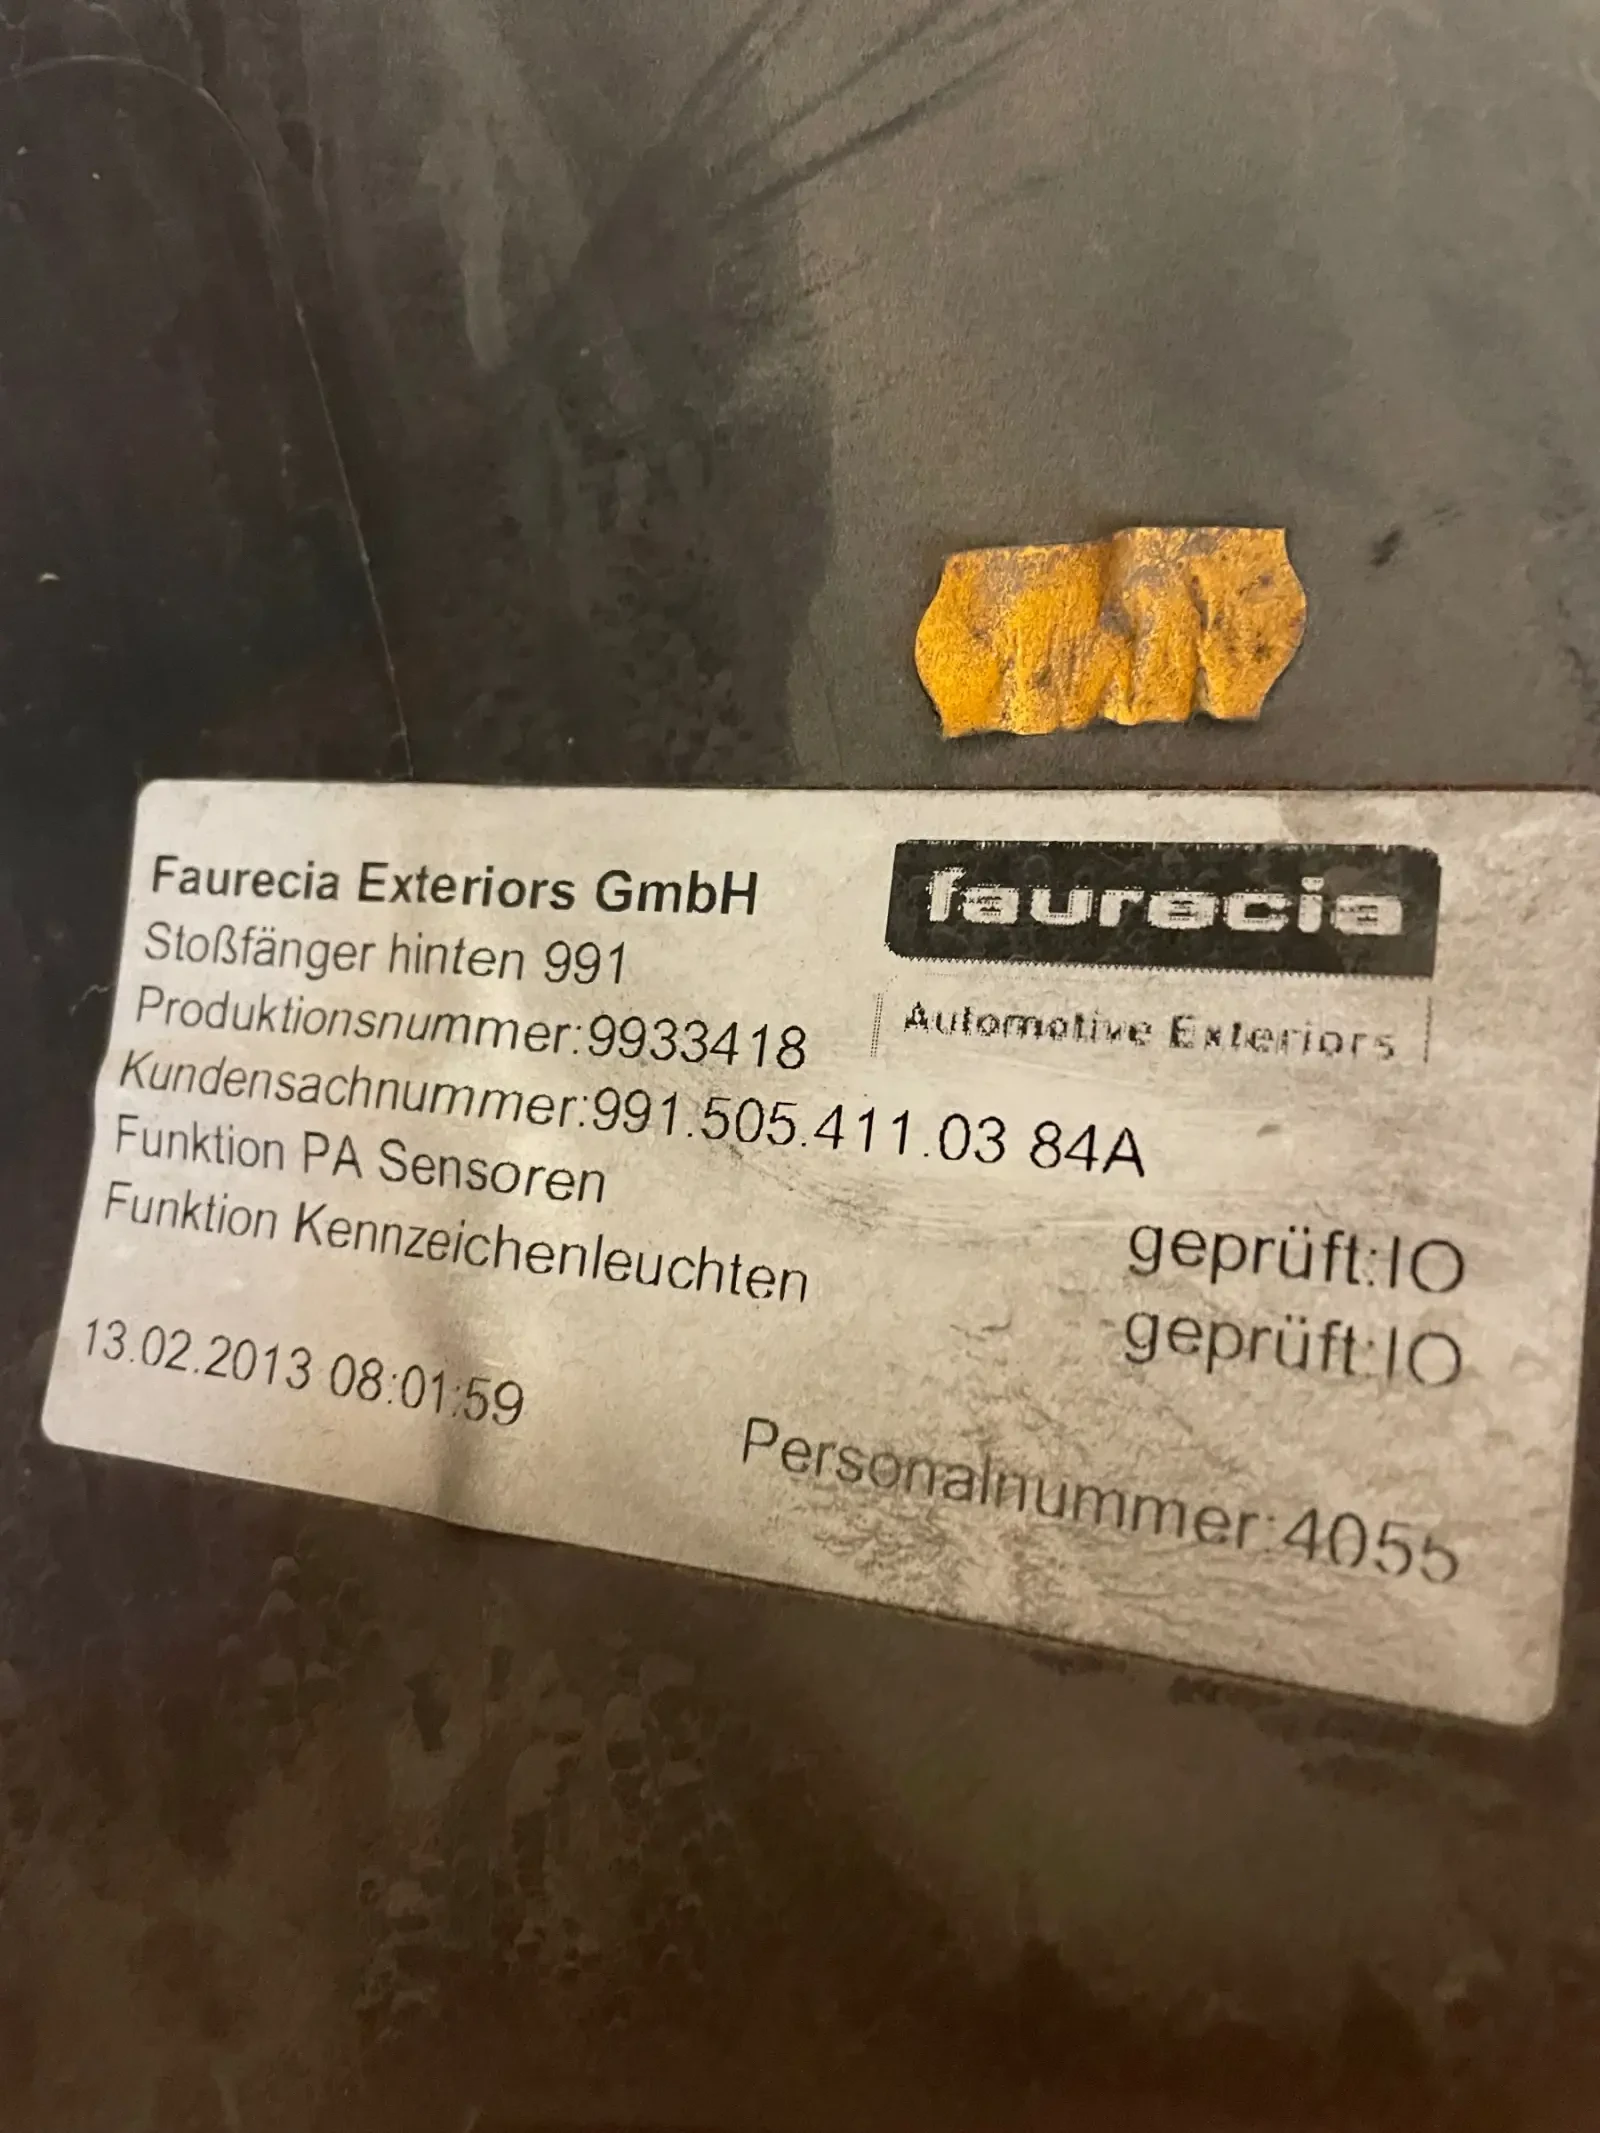 Faurecia Exteriors GmbH
faurecia
Stoßfänger hinten 991
Automotive Exteriors
Produktionsnummer:9933418
Kundensachnummer:991.505.411.03 84A
Funktion PA Sensoren geprüft:IO
Funktion Kennzeichenleuchten geprüft:IO
13.02.2013 08:01:59
Personalnummer:4055